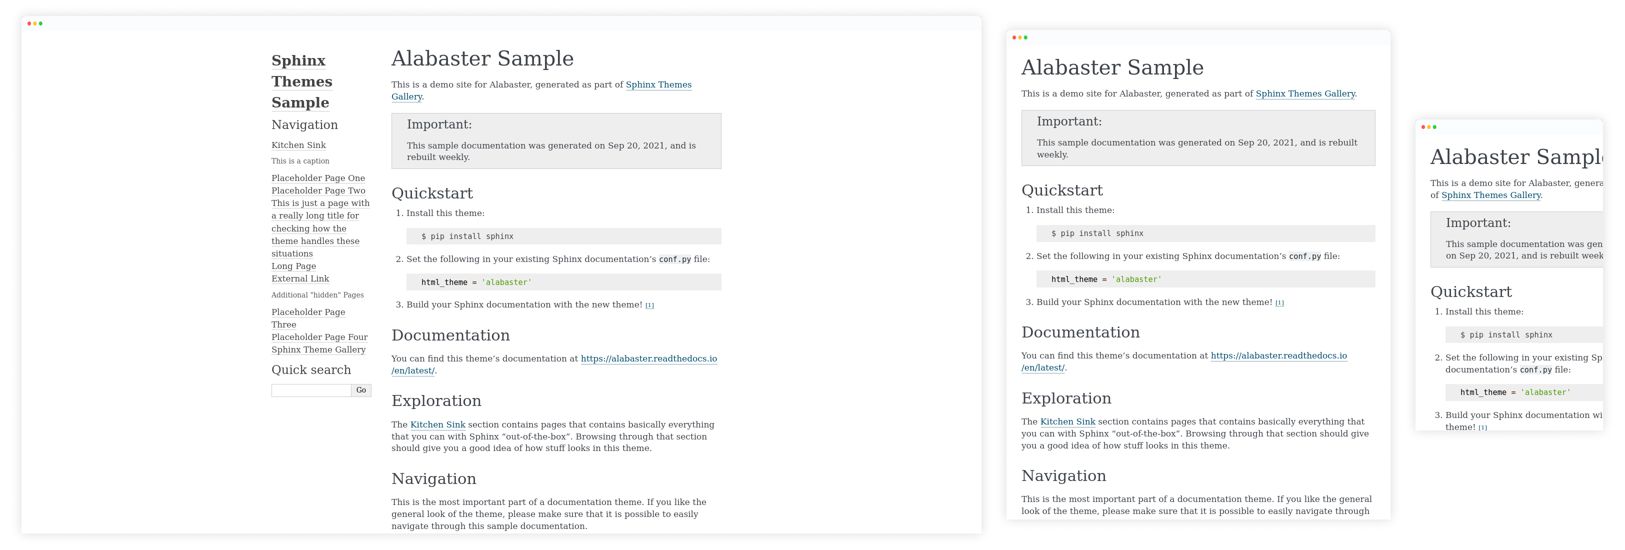 Sphinx
Themes
Sample
Navigation
Kitchen Sink
This is a caption
Placeholder Page One
Placeholder Page Two
This is just a page with
a really long title for
checking how the
theme handles these
situations
Long Page
External Link
Additional "hidden" Pages
Placeholder Page
Three
Placeholder Page Four
Sphinx Theme Gallery
Quick search
Go
Alabaster Sample
This is a demo site for Alabaster, generated as part of Sphinx Themes
Gallery.
Important:
This sample documentation was generated on Sep 20, 2021, and is
rebuilt weekly.
Quickstart
1. Install this theme:
$ pip install sphinx
2. Set the following in your existing Sphinx documentation’s conf.py file:
html_theme = 'alabaster'
3. Build your Sphinx documentation with the new theme! [1]
Documentation
You can find this theme’s documentation at https://alabaster.readthedocs.io
/en/latest/.
Exploration
The Kitchen Sink section contains pages that contains basically everything
that you can with Sphinx “out-of-the-box”. Browsing through that section
should give you a good idea of how stuff looks in this theme.
Navigation
This is the most important part of a documentation theme. If you like the
general look of the theme, please make sure that it is possible to easily
navigate through this sample documentation.
Alabaster Sample
This is a demo site for Alabaster, generated as part of Sphinx Themes Gallery.
Important:
This sample documentation was generated on Sep 20, 2021, and is rebuilt
weekly.
Quickstart
1. Install this theme:
$ pip install sphinx
2. Set the following in your existing Sphinx documentation’s conf.py file:
html_theme = 'alabaster'
3. Build your Sphinx documentation with the new theme! [1]
Documentation
You can find this theme’s documentation at https://alabaster.readthedocs.io
/en/latest/.
Exploration
The Kitchen Sink section contains pages that contains basically everything that
you can with Sphinx “out-of-the-box”. Browsing through that section should give
you a good idea of how stuff looks in this theme.
Navigation
This is the most important part of a documentation theme. If you like the general
look of the theme, please make sure that it is possible to easily navigate through
Alabaster Sampl
This is a demo site for Alabaster, genera
of Sphinx Themes Gallery.
Important:
This sample documentation was gen
on Sep 20, 2021, and is rebuilt week
Quickstart
1. Install this theme:
$ pip install sphinx
2. Set the following in your existing Sp
documentation’s conf.py file:
html_theme = 'alabaster'
3. Build your Sphinx documentation wi
theme! [1]